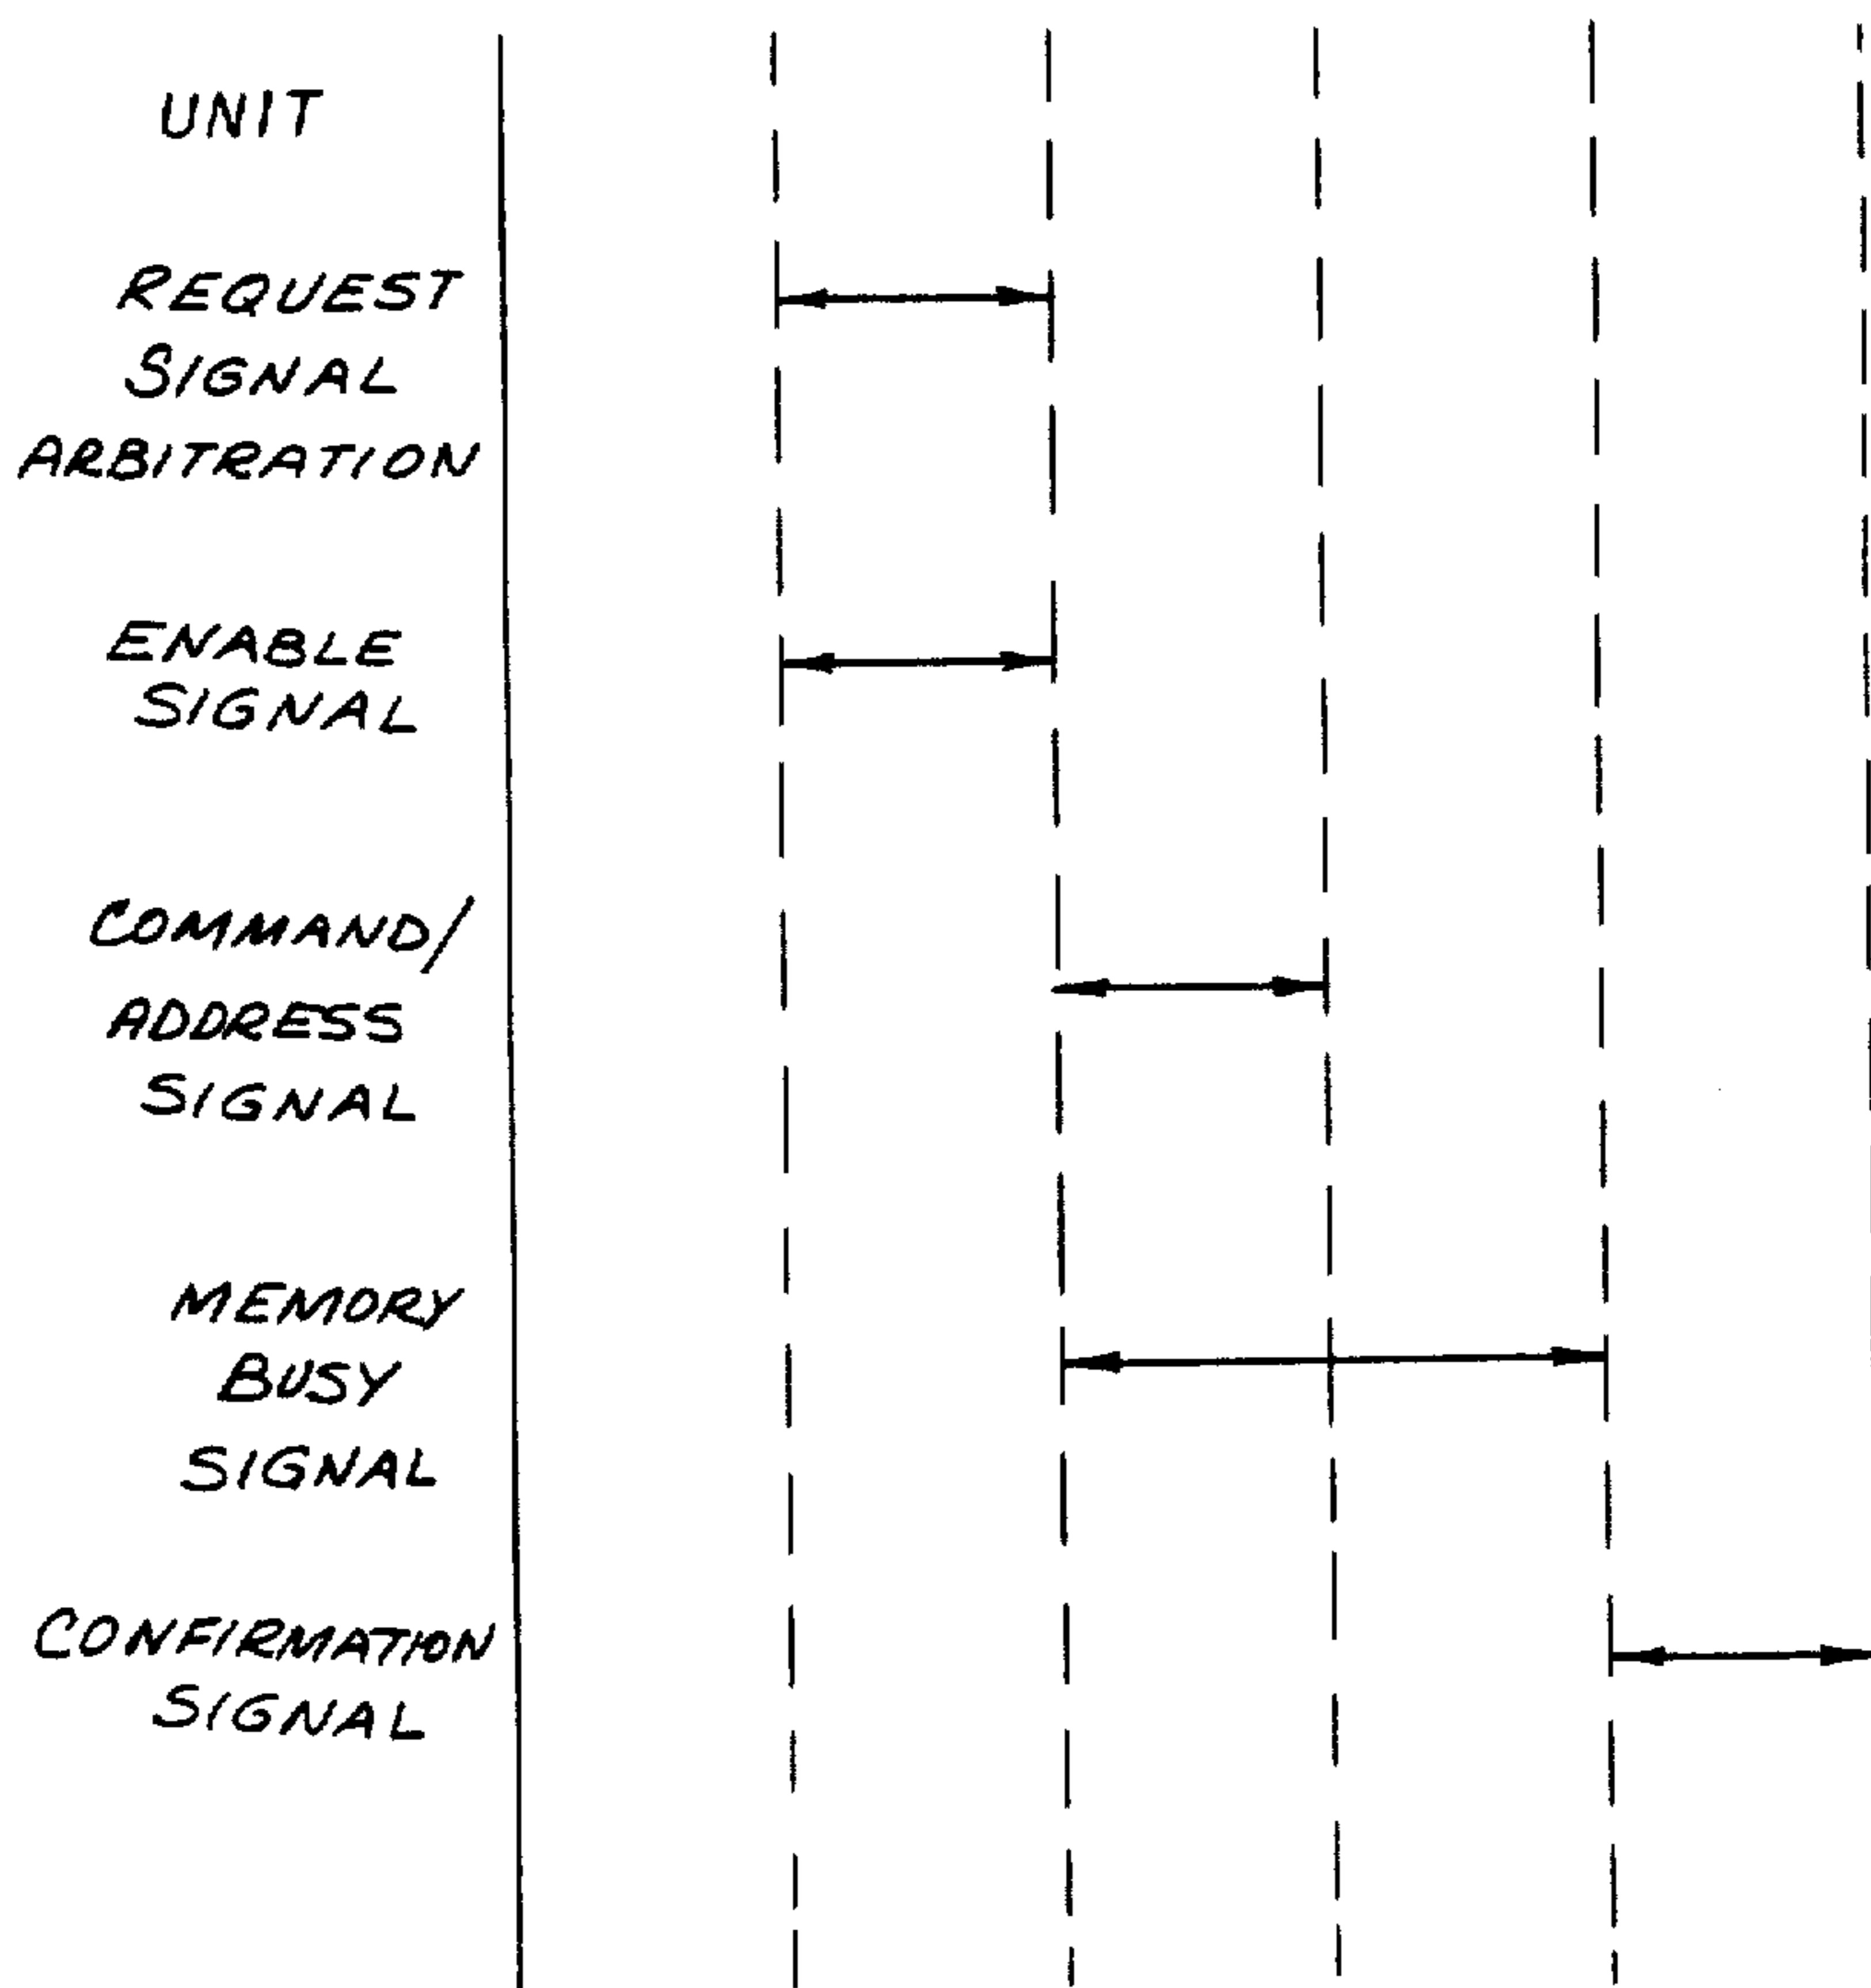 UNIT
REQUEST
SIGNAL
ARBITRATION
ENABLE
SIGNAL
COMMAND/
ADDRESS
SIGNAL
MEMORY
BUSY
SIGNAL
CONFIRMATION
SIGNAL